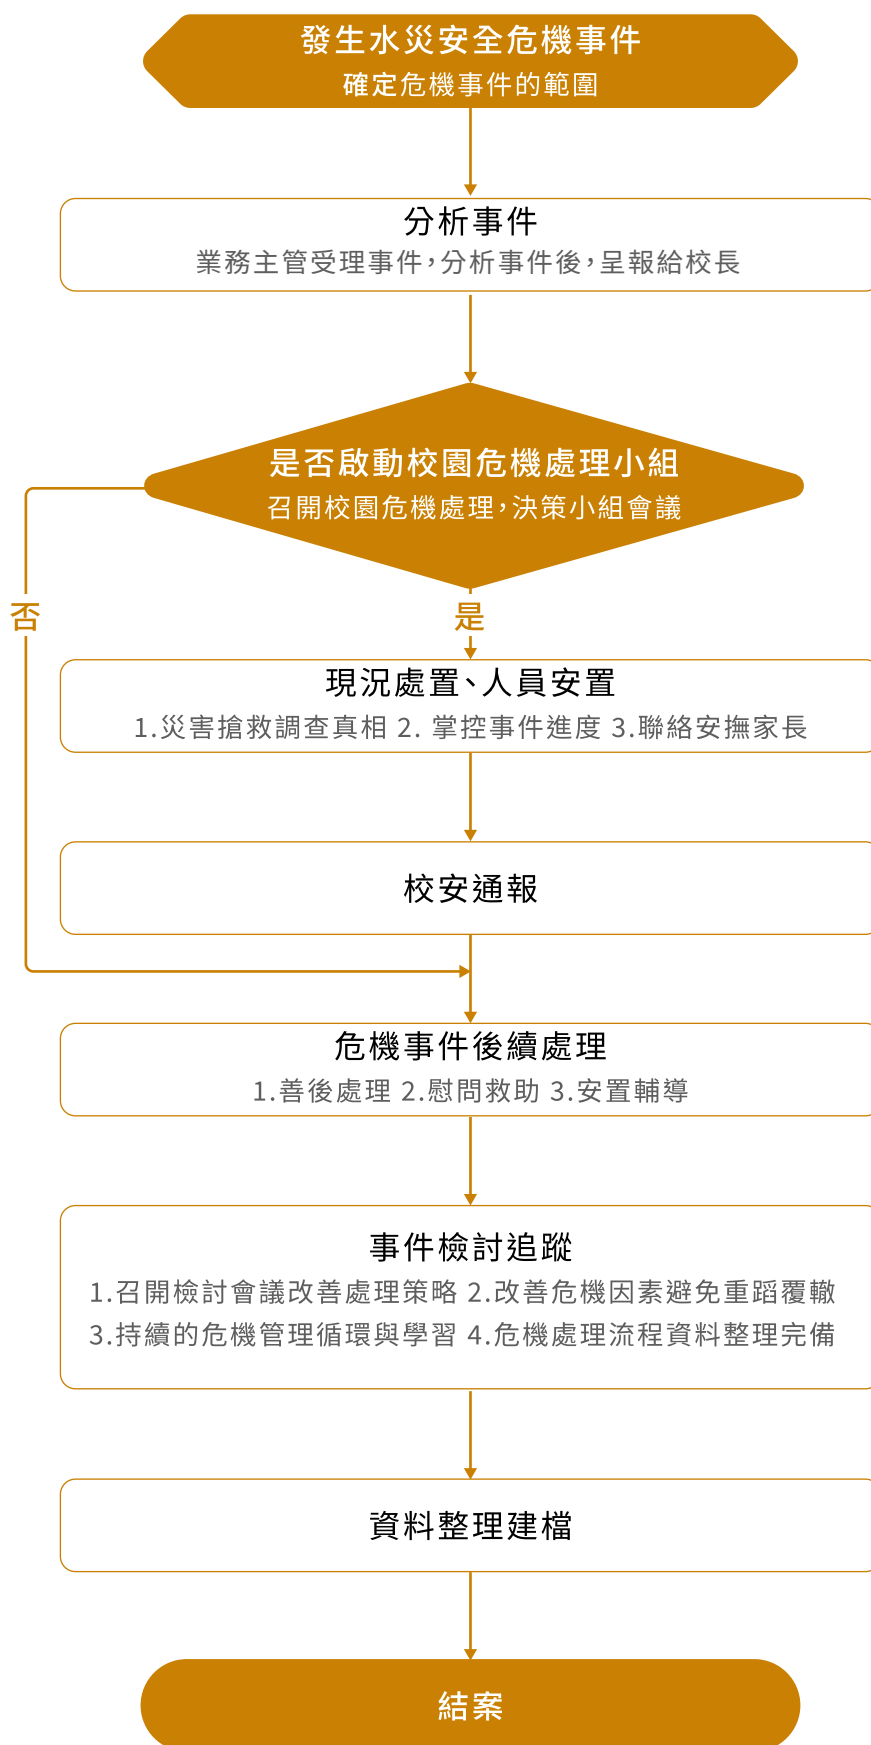 發生水災安全危機事件
確定危機事件的範圍
分析事件
業務主管受理事件，分析事件後，呈報給校長
是否啟動校園危機處理小組
召開校園危機處理，決策小組會議
否
是
現況處置、人員安置
1.災害搶救調查真相 2. 掌控事件進度 3.聯絡安撫家長
校安通報
危機事件後續處理
1.善後處理 2.慰問救助 3.安置輔導
事件檢討追蹤
1.召開檢討會議改善處理策略 2.改善危機因素避免重蹈覆轍
3.持續的危機管理循環與學習 4.危機處理流程資料整理完備
資料整理建檔
結案